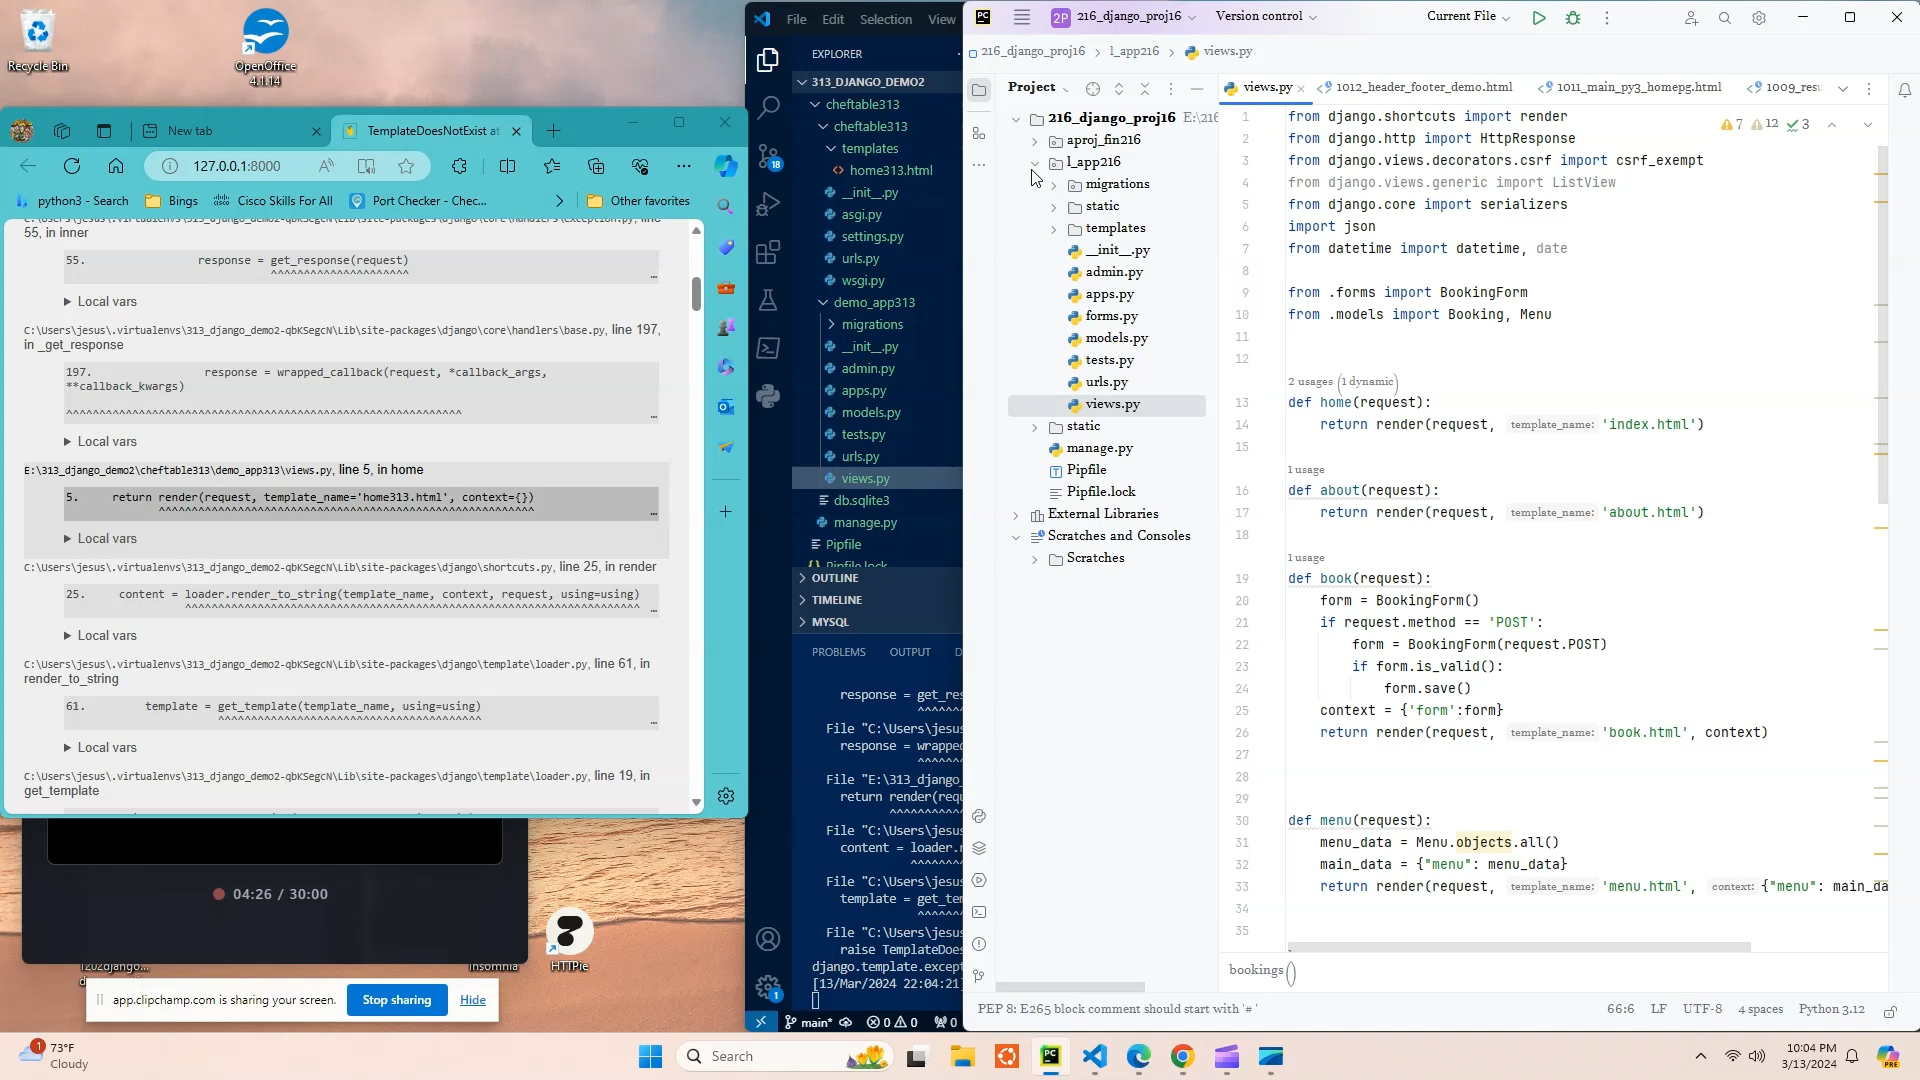 Recycle Bin
OpenOffice
4.1.14
New tab
TemplateDoesNotExist at
127.0.0.1:8000
python3 - Search
Bings
Cisco Skills For All
Port Checker - Chec...
Other favorites
55, in inner
55. response = get_response(request)
^^^^^^^^^^^^^^^^^^^^^
…
Local vars
C:\Users\jesus\.virtualenvs\313_django_demo2-qbKSegcN\Lib\site-packages\django\core\handlers\base.py, line 197,
in _get_response
197. response = wrapped_callback(request, *callback_args,
**callback_kwargs)
…
Local vars
E:\313_django_demo2\cheftable313\demo_app313\views.py, line 5, in home
5. return render(request, template_name='home313.html', context={})
…
Local vars
C:\Users\jesus\.virtualenvs\313_django_demo2-qbKSegcN\Lib\site-packages\django\shortcuts.py, line 25, in render
25. content = loader.render_to_string(template_name, context, request, using=using)
…
Local vars
C:\Users\jesus\.virtualenvs\313_django_demo2-qbKSegcN\Lib\site-packages\django\template\loader.py, line 61, in
render_to_string
61. template = get_template(template_name, using=using)
…
Local vars
C:\Users\jesus\.virtualenvs\313_django_demo2-qbKSegcN\Lib\site-packages\django\template\loader.py, line 19, in
get_template
04:26 / 30:00
HTTPie
app.clipchamp.com is sharing your screen.
Stop sharing
Hide
File Edit Selection View
EXPLORER
313_DJANGO_DEMO2
cheftable313
cheftable313
templates
<> home313.html
__init__.py
asgi.py
settings.py
urls.py
wsgi.py
demo_app313
migrations
__init__.py
admin.py
apps.py
models.py
tests.py
urls.py
views.py
db.sqlite3
manage.py
Pipfile
OUTLINE
TIMELINE
MYSQL
18
PROBLEMS OUTPUT D
response = get_res
File "C:\Users\jesus
response = wrapped
File "E:\313_django_
return render(requ
File "C:\Users\jesus
content = loader.r
File "C:\Users\jesus
template = get_tem
File "C:\Users\jesus
raise TemplateDoes
django.template.except
[13/Mar/2024 22:04:21]
1
main* 0 0 0
PC
2P 216_django_proj16
Version control
Current File
216_django_proj16 > l_app216 > views.py
Project
216_django_proj16 E:\216
aproj_fin216
l_app216
migrations
static
templates
__init__.py
admin.py
apps.py
forms.py
models.py
tests.py
urls.py
views.py
static
manage.py
Pipfile
Pipfile.lock
External Libraries
Scratches and Consoles
Scratches
views.py
1012_header_footer_demo.html
1011_main_py3_homepg.html
1009_resu
7 12 3
1 from django.shortcuts import render
2 from django.http import HttpResponse
3 from django.views.decorators.csrf import csrf_exempt
4 from django.views.generic import ListView
5 from django.core import serializers
6 import json
7 from datetime import datetime, date
8
9 from .forms import BookingForm
10 from .models import Booking, Menu
11
12
2 usages (1 dynamic)
13 def home(request):
14 return render(request, template_name: 'index.html')
15
1 usage
16 def about(request):
17 return render(request, template_name: 'about.html')
18
1 usage
19 def book(request):
20 form = BookingForm()
21 if request.method == 'POST':
22 form = BookingForm(request.POST)
23 if form.is_valid():
24 form.save()
25 context = {'form':form}
26 return render(request, template_name: 'book.html', context)
27
28
29
30 def menu(request):
31 menu_data = Menu.objects.all()
32 main_data = {"menu": menu_data}
33 return render(request, template_name: 'menu.html', context: {"menu": main_da
34
35
bookings()
PEP 8: E265 block comment should start with '# '
66:6 LF UTF-8 4 spaces Python 3.12
1
73°F
Cloudy
Search
10:04 PM
3/13/2024